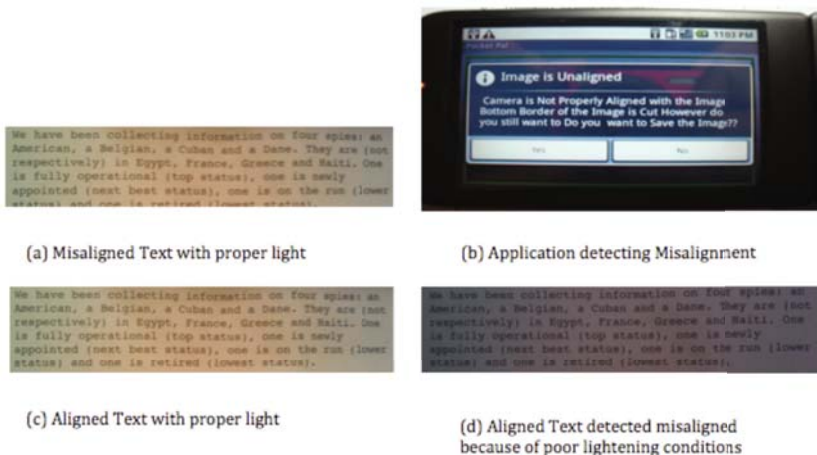 1103 PM
Pocket Pal
Image is Unaligned
Camera is Not Properly Aligned with the Image
Bottom Border of the Image is Cut However do
you still want to Do you want to Save the Image??
Yes
No
We have been collecting information on four spies: an
American, a Belgian, a Cuban and a Dane. They are (not
respectively) in Egypt, France, Greece and Haiti. One
is fully operational (top status), one is newly
appointed (next best status), one is on the run (lower
status) and one is retired (lowest status).
(a) Misaligned Text with proper light
(b) Application detecting Misalignment
We have been collecting information on four spies: an
American, a Belgian, a Cuban and a Dane. They are (not
respectively) in Egypt, France, Greece and Haiti. One
is fully operational (top status), one is newly
appointed (next best status), one is on the run (lower
status) and one is retired (lowest status).
We have been collecting information on four spies: an
American, a Belgian, a Cuban and a Dane. They are (not
respectively) in Egypt, France, Greece and Haiti. One
is fully operational (top status), one is newly
appointed (next best status), one is on the run (lower
status) and one is retired (lowest status).
(c) Aligned Text with proper light
(d) Aligned Text detected misaligned
because of poor lightening conditions